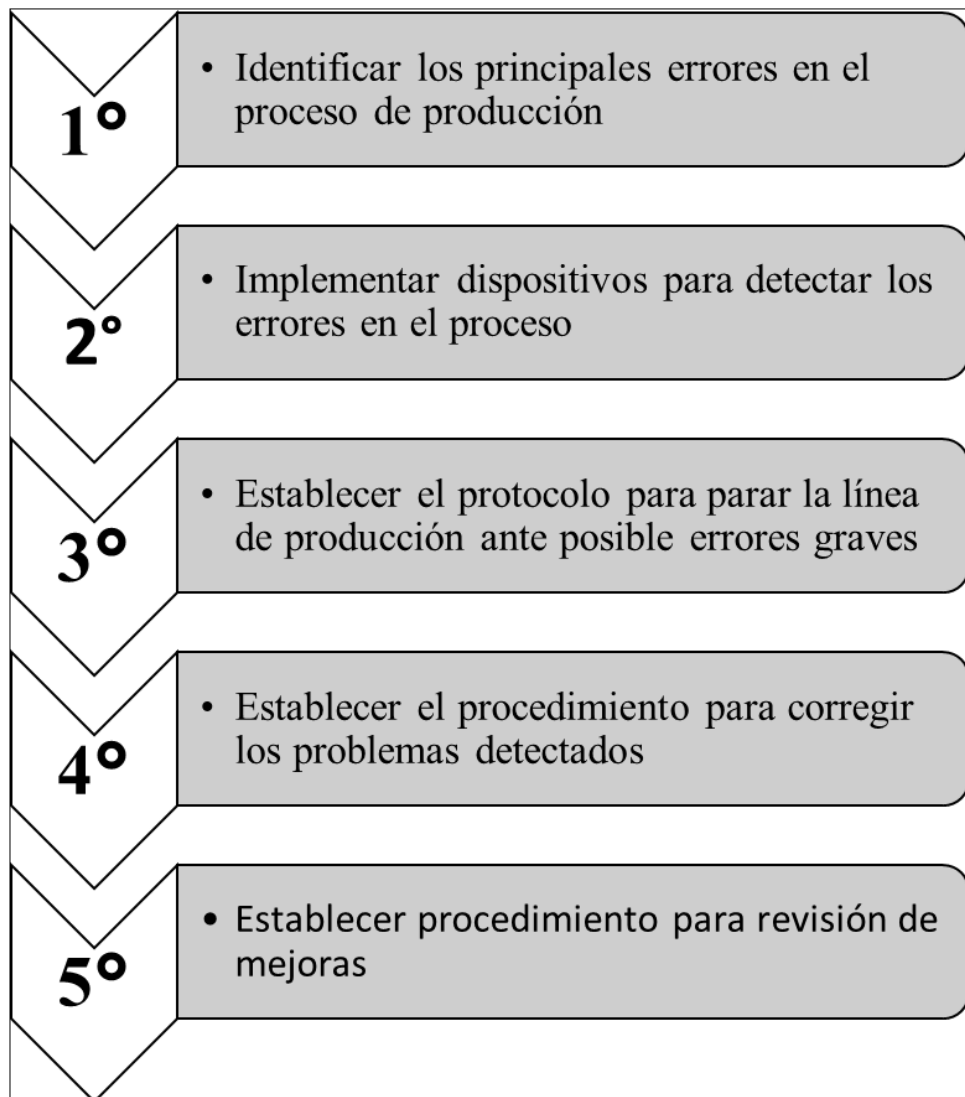 1°
• Identificar los principales errores en el
proceso de producción
2°
• Implementar dispositivos para detectar los
errores en el proceso
3°
• Establecer el protocolo para parar la línea
de producción ante posible errores graves
4°
• Establecer el procedimiento para corregir
los problemas detectados
5°
• Establecer procedimiento para revisión de
mejoras